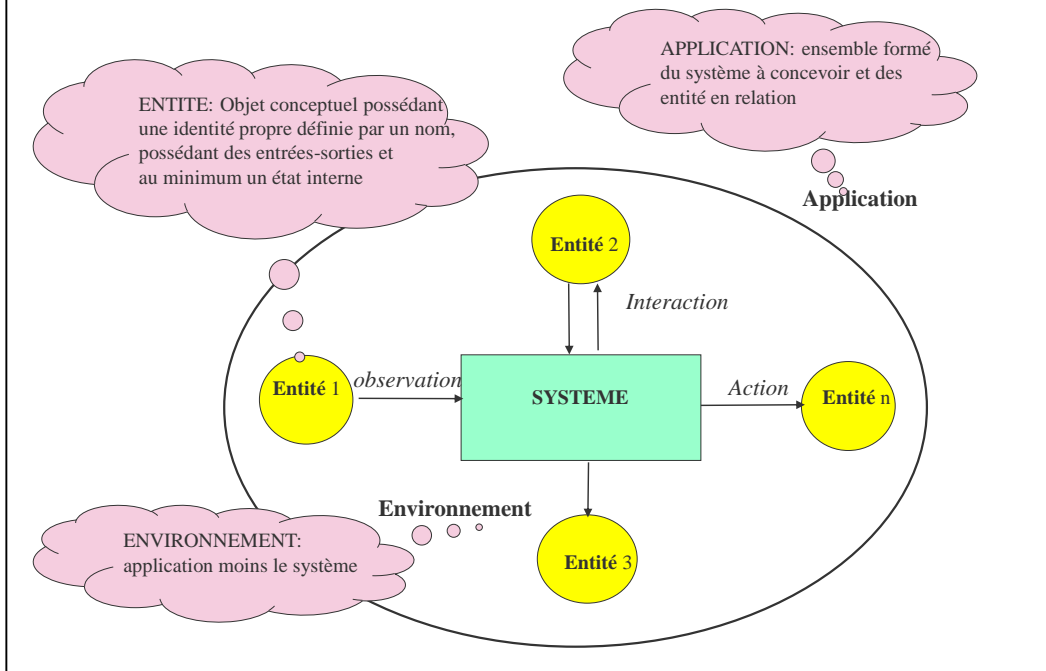 APPLICATION: ensemble formé
du système à concevoir et des
entité en relation
ENTITE: Objet conceptuel possédant
une identité propre définie par un nom,
possédant des entrées-sorties et
au minimum un état interne
Application
Entité 2
Interaction
Entité 1
observation
SYSTEME
Action
Entité n
Environnement
ENVIRONNEMENT:
application moins le système
Entité 3